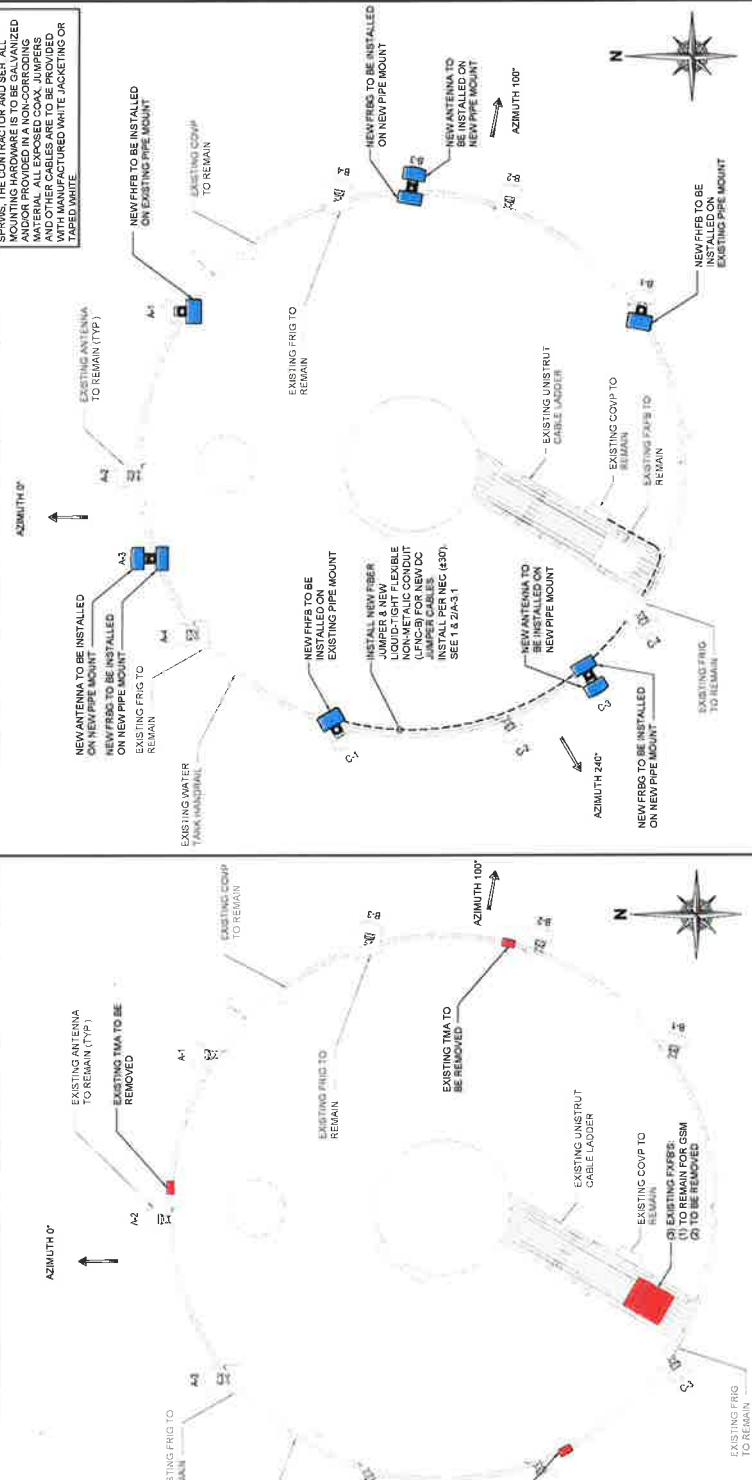 SPRWS, THE CONTRACTOR AND SEH. ALL
MOUNTING HARDWARE IS TO BE GALVANIZED
AND/OR PROVIDED IN A NON-CORRODING
MATERIAL. ALL EXPOSED COAX, JUMPERS
AND OTHER CABLES ARE TO BE PROVIDED
WITH MANUFACTURED WHITE JACKETING OR
TAPED WHITE
AZIMUTH 0°
EXISTING ANTENNA
TO REMAIN (TYP.)
EXISTING TMA TO BE
REMOVED
A-2
A-1
EXISTING COVP
TO REMAIN
B-3
EXISTING FRIG TO
REMAIN
AZIMUTH 100°
B-2
EXISTING TMA TO
BE REMOVED
B-1
EXISTING UNISTRUT
CABLE LADDER
EXISTING COVP TO
REMAIN
(3) EXISTING FXFB'S:
(1) TO REMAIN FOR GSM
(2) TO BE REMOVED
C-3
EXISTING FRIG
TO REMAIN
N
AZIMUTH 0°
EXISTING ANTENNA
TO REMAIN (TYP)
A-2
A-1
NEW FHFB TO BE INSTALLED
ON EXISTING PIPE MOUNT
EXISTING COVP
TO REMAIN
B-4
NEW FRBG TO BE INSTALLED
ON NEW PIPE MOUNT
B-3
NEW ANTENNA TO
BE INSTALLED ON
NEW PIPE MOUNT
AZIMUTH 100°
B-2
NEW FHFB TO BE
INSTALLED ON
EXISTING PIPE MOUNT
B-1
NEW ANTENNA TO BE INSTALLED
ON NEW PIPE MOUNT
NEW FRBG TO BE INSTALLED
ON NEW PIPE MOUNT
A-3
A-4
EXISTING FRIG TO
REMAIN
EXISTING WATER
TANK HANDRAIL
EXISTING FRIG TO
REMAIN
NEW FHFB TO BE
INSTALLED ON
EXISTING PIPE MOUNT
C-1
INSTALL NEW FIBER
JUMPER & NEW
LIQUID-TIGHT FLEXIBLE
NON-METALIC CONDUIT
(LFNC-B) FOR NEW DC
JUMPER CABLES.
INSTALL PER NEC (±30').
SEE 1 & 2/A-3.1
EXISTING UNISTRUT
CABLE LADDER
EXISTING COVP TO
REMAIN
EXISTING FXFB TO
REMAIN
C-2
NEW ANTENNA TO
BE INSTALLED ON
NEW PIPE MOUNT
C-3
AZIMUTH 240°
NEW FRBG TO BE INSTALLED
ON NEW PIPE MOUNT
C-4
EXISTING FRIG
TO REMAIN
N